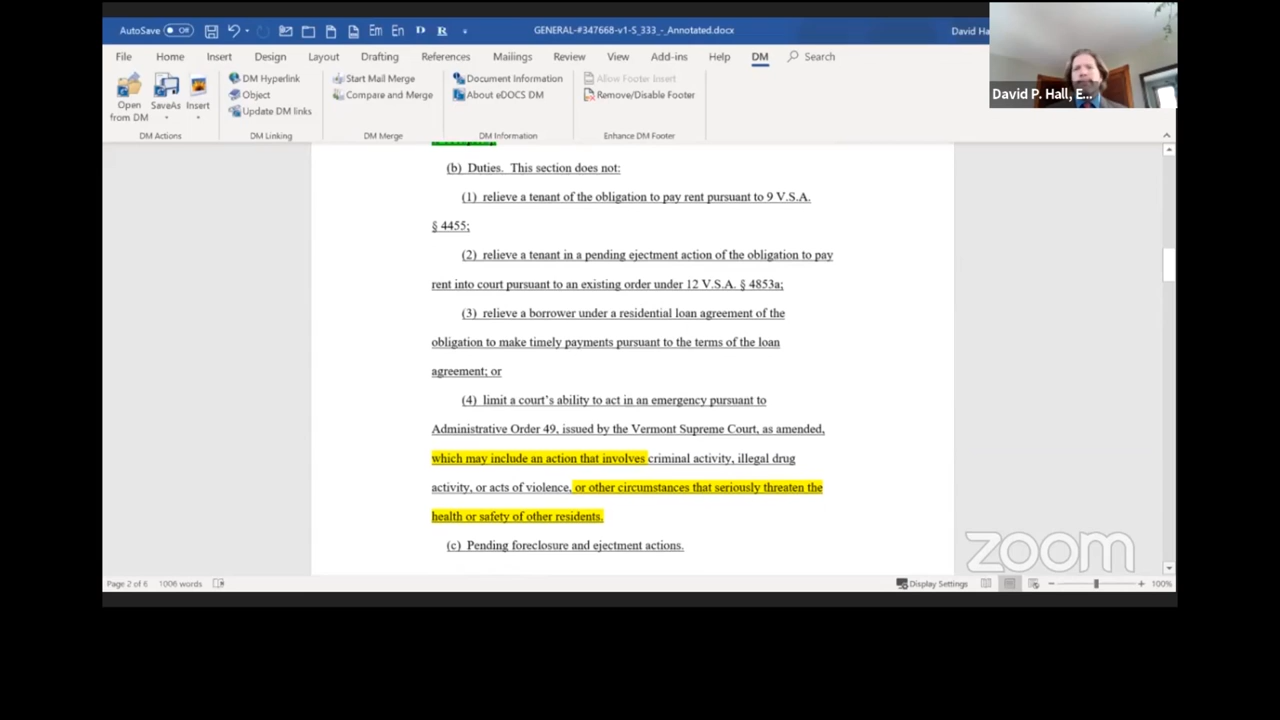 AutoSave Off
GENERAL-#347668-v1-S_333_-_Annotated.docx
David Ha
David P. Hall, E...
File Home Insert Design Layout Drafting References Mailings Review View Add-ins Help DM Search
Open from DM
SaveAs
Insert
DM Actions
DM Hyperlink
Object
Update DM links
DM Linking
Start Mail Merge
Compare and Merge
DM Merge
Document Information
About eDOCS DM
DM Information
Allow Footer Insert
Remove/Disable Footer
Enhance DM Footer
(b) Duties. This section does not:
(1) relieve a tenant of the obligation to pay rent pursuant to 9 V.S.A.
§ 4455;
(2) relieve a tenant in a pending ejectment action of the obligation to pay
rent into court pursuant to an existing order under 12 V.S.A. § 4853a;
(3) relieve a borrower under a residential loan agreement of the
obligation to make timely payments pursuant to the terms of the loan
agreement; or
(4) limit a court's ability to act in an emergency pursuant to
Administrative Order 49, issued by the Vermont Supreme Court, as amended,
which may include an action that involves criminal activity, illegal drug
activity, or acts of violence, or other circumstances that seriously threaten the
health or safety of other residents.
(c) Pending foreclosure and ejectment actions.
zoom
Page 2 of 6 1006 words
Display Settings
100%